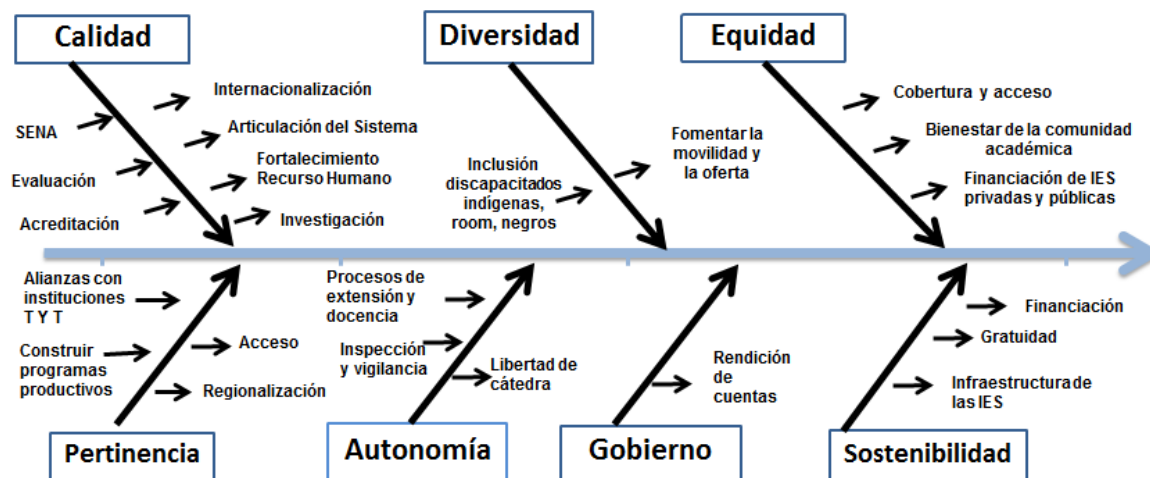 Calidad
Diversidad
Equidad
SENA
Evaluación
Acreditación
Internacionalización
Articulación del Sistema
Fortalecimiento
Recurso Humano
Investigación
Inclusión
discapacitados
indígenas,
room, negros
Fomentar la
movilidad y
la oferta
Cobertura y acceso
Bienestar de la comunidad
académica
Financiación de IES
privadas y públicas
Alianzas con
instituciones
T Y T
Construir
programas
productivos
Acceso
Regionalización
Procesos de
extensión y
docencia
Inspección
y vigilancia
Libertad de
cátedra
Rendición
de
cuentas
Financiación
Gratuidad
Infraestructura de
las IES
Pertinencia
Autonomía
Gobierno
Sostenibilidad